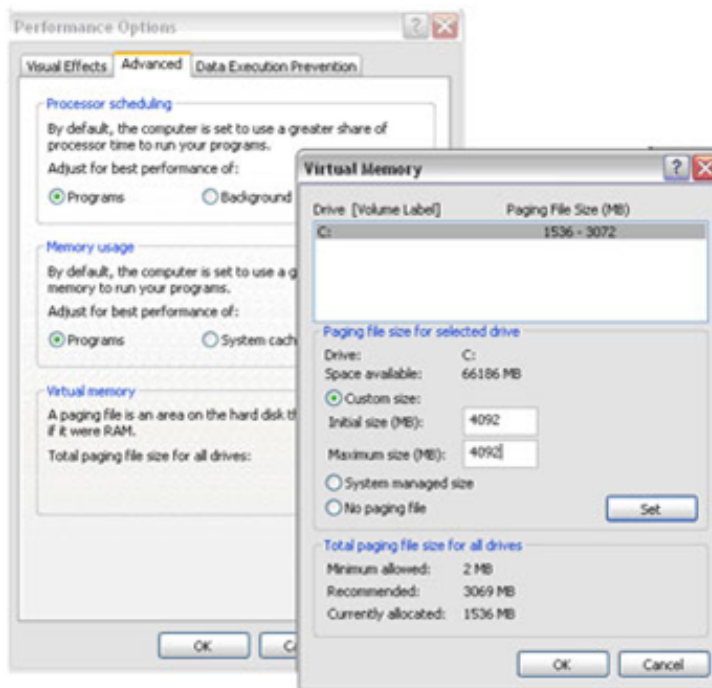 Performance Options
Visual Effects Advanced Data Execution Prevention
Processor scheduling
By default, the computer is set to use a greater share of
processor time to run your programs.
Adjust for best performance of:
Programs Background
Memory usage
By default, the computer is set to use a g
memory to run your programs.
Adjust for best performance of:
Programs System cach
Virtual memory
A paging file is an area on the hard disk th
if it were RAM.
Total paging file size for all drives:
OK Ca
Virtual Memory
Drive [Volume Label] Paging File Size (MB)
C: 1536 - 3072
Paging file size for selected drive
Drive: C:
Space available: 66186 MB
Custom size:
Initial size (MB): 4092
Maximum size (MB): 4092
System managed size
No paging file Set
Total paging file size for all drives
Minimum allowed: 2 MB
Recommended: 3069 MB
Currently allocated: 1536 MB
OK Cancel